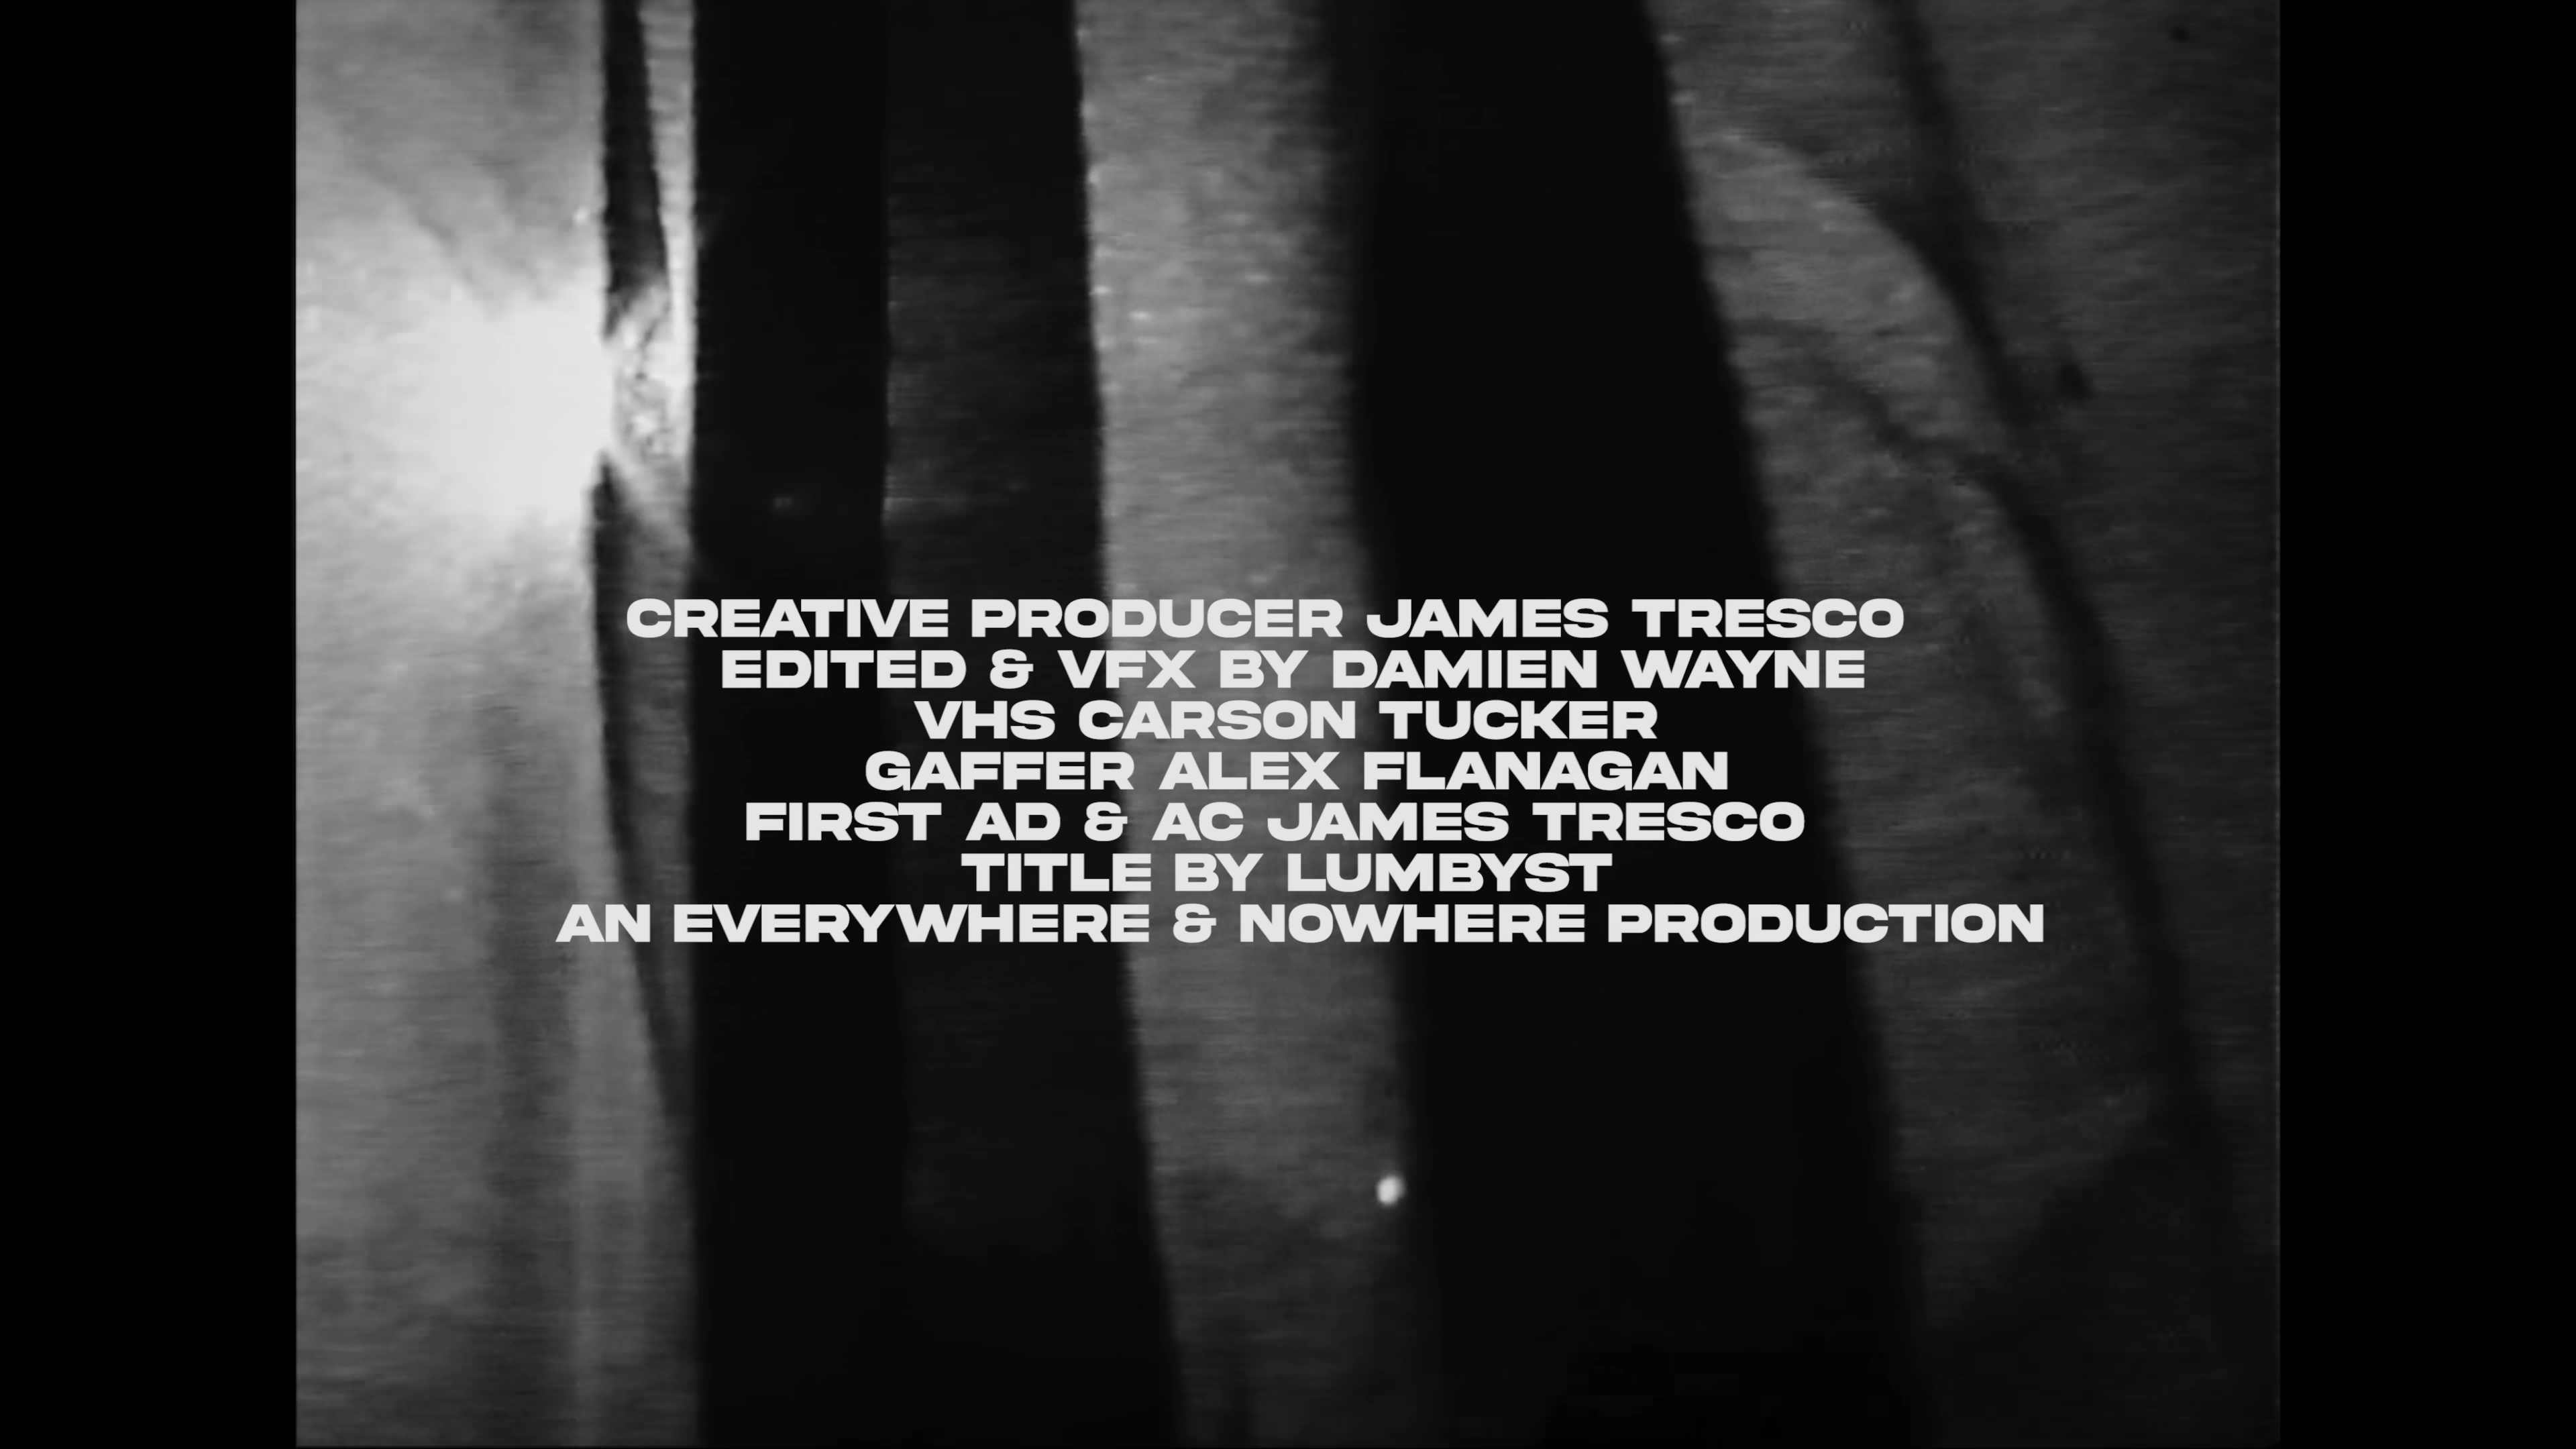 CREATIVE PRODUCER JAMES TRESCO
EDITED & VFX BY DAMIEN WAYNE
VHS CARSON TUCKER
GAFFER ALEX FLANAGAN
FIRST AD & AC JAMES TRESCO
TITLE BY LUMBYST
AN EVERYWHERE & NOWHERE PRODUCTION